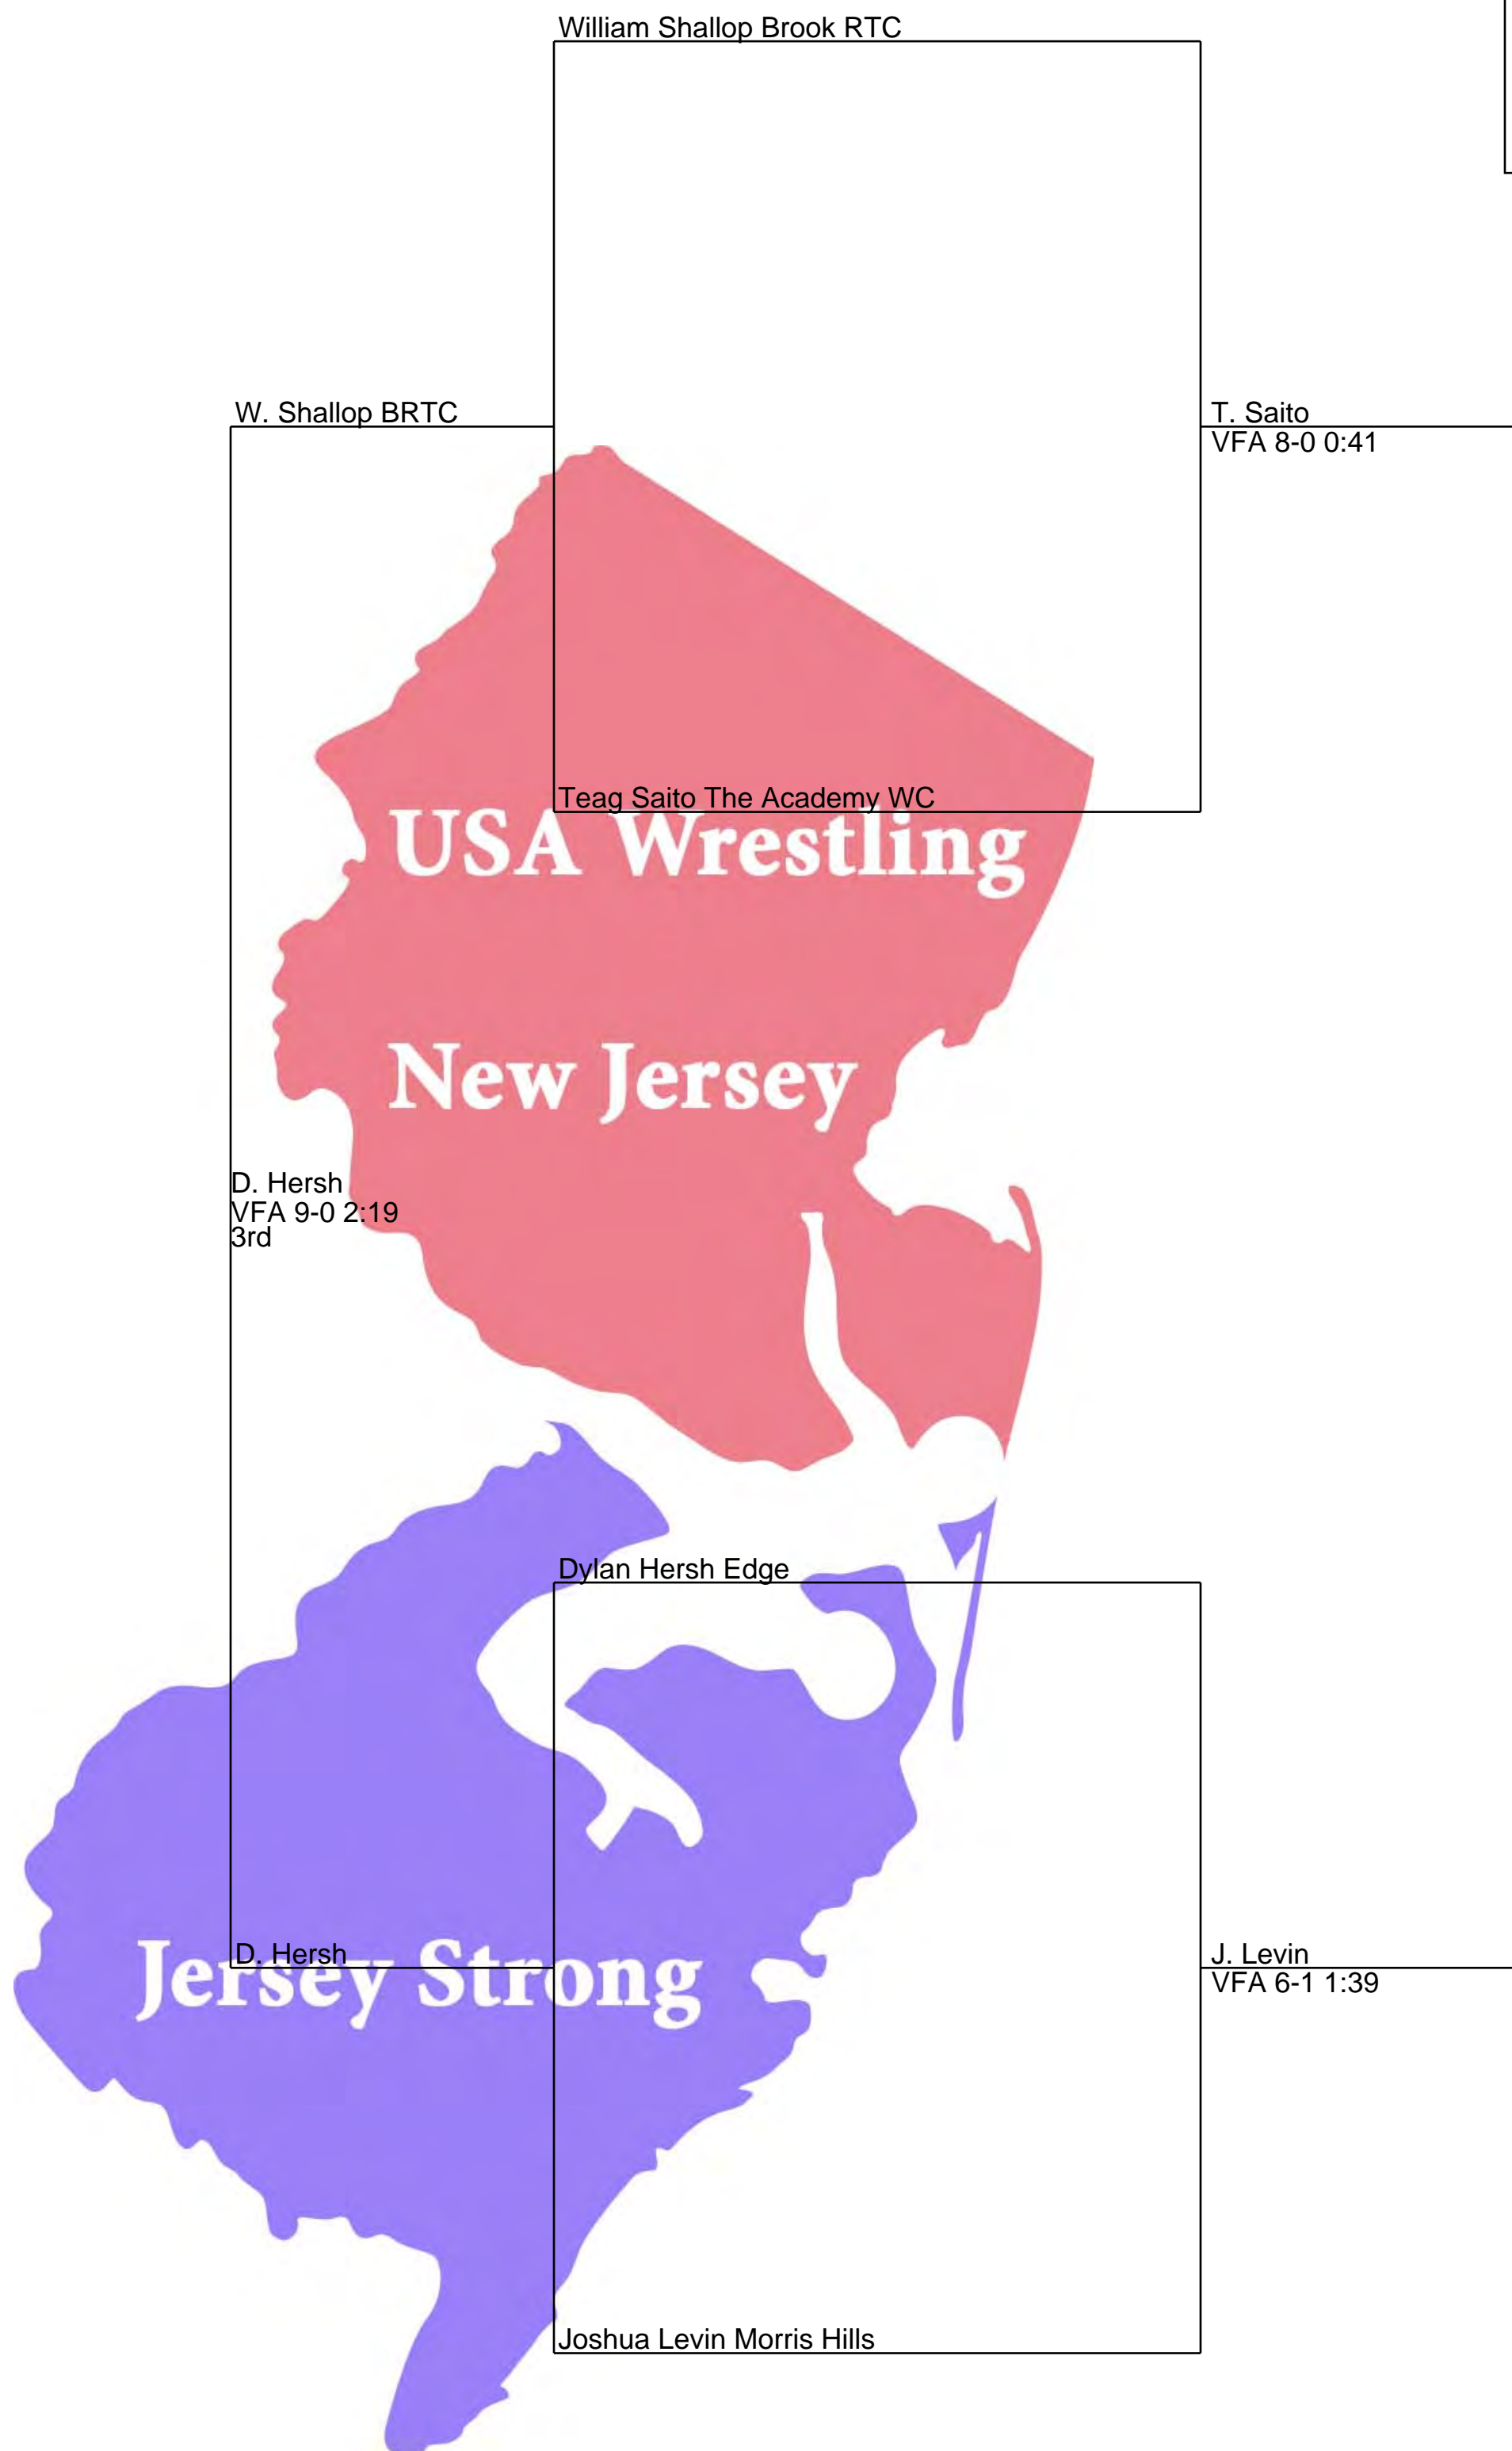 William Shallop Brook RTC
W. Shallop BRTC
T. Saito
VFA 8-0 0:41
Teag Saito The Academy WC
USA Wrestling
New Jersey
D. Hersh
VFA 9-0 2:19
3rd
Dylan Hersh Edge
D. Hersh
J. Levin
VFA 6-1 1:39
Jersey Strong
Joshua Levin Morris Hills